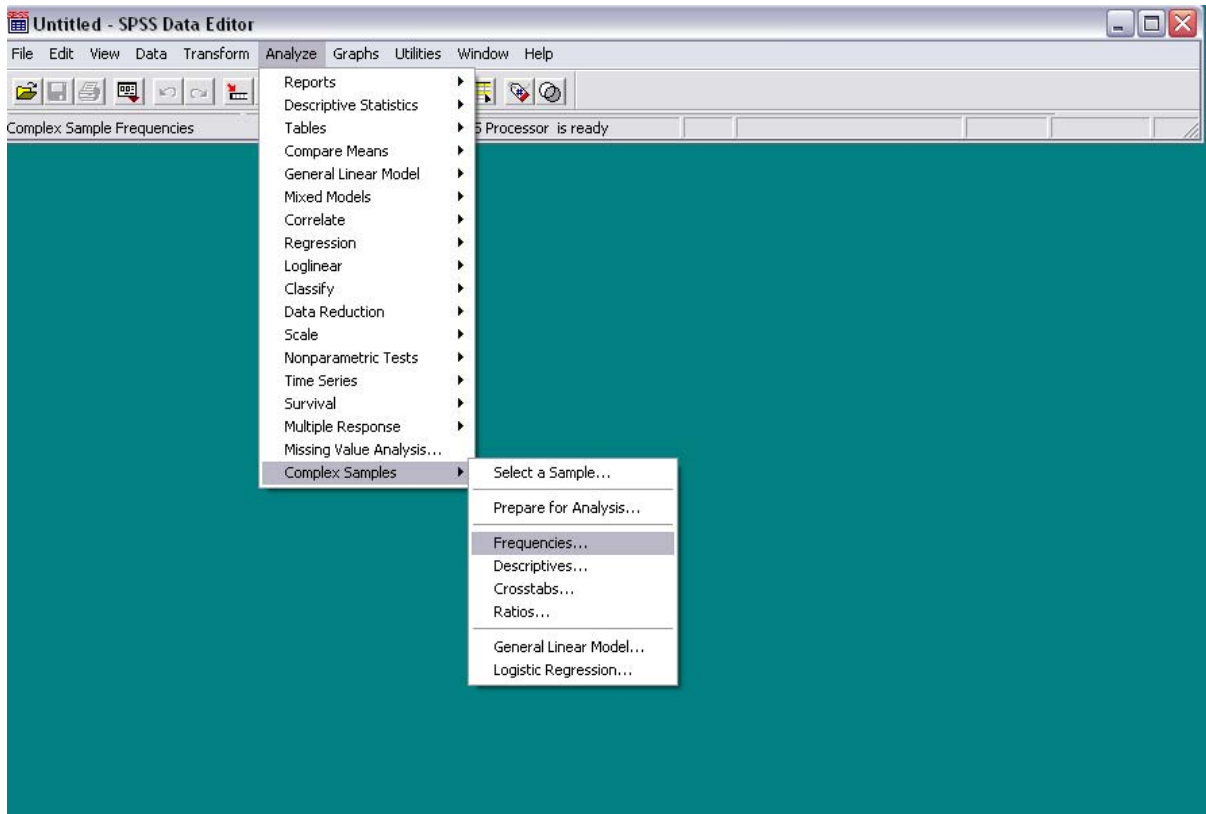 Untitled - SPSS Data Editor
File Edit View Data Transform Analyze Graphs Utilities Window Help
Complex Sample Frequencies
Processor is ready
Reports
Descriptive Statistics
Tables
Compare Means
General Linear Model
Mixed Models
Correlate
Regression
Loglinear
Classify
Data Reduction
Scale
Nonparametric Tests
Time Series
Survival
Multiple Response
Missing Value Analysis...
Complex Samples
Select a Sample...
Prepare for Analysis...
Frequencies...
Descriptives...
Crosstabs...
Ratios...
General Linear Model...
Logistic Regression...